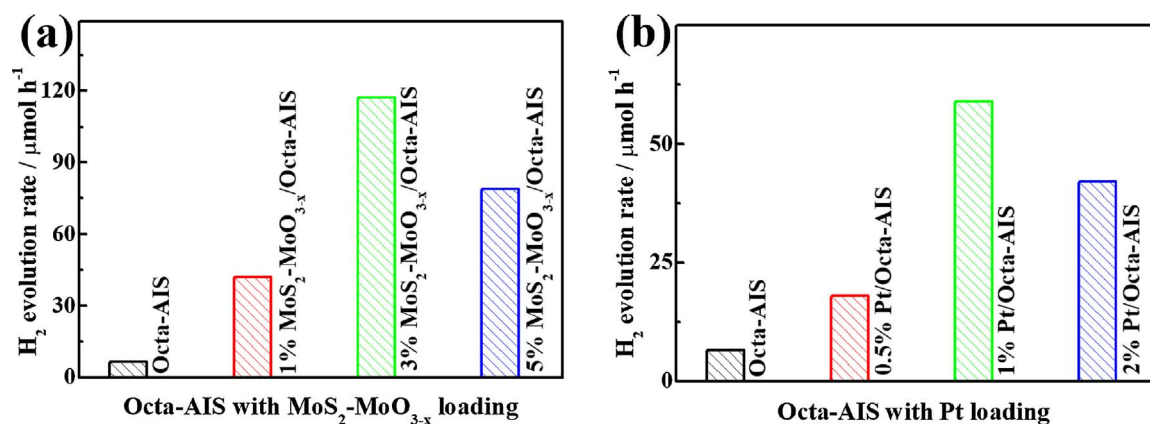 (a)
H₂ evolution rate / μmol h⁻¹
120
90
60
30
0
Octa-AIS
1% MoS₂-MoO₃₋ₓ/Octa-AIS
3% MoS₂-MoO₃₋ₓ/Octa-AIS
5% MoS₂-MoO₃₋ₓ/Octa-AIS
Octa-AIS with MoS₂-MoO₃₋ₓ loading
(b)
H₂ evolution rate / μmol h⁻¹
50
25
0
Octa-AIS
0.5% Pt/Octa-AIS
1% Pt/Octa-AIS
2% Pt/Octa-AIS
Octa-AIS with Pt loading